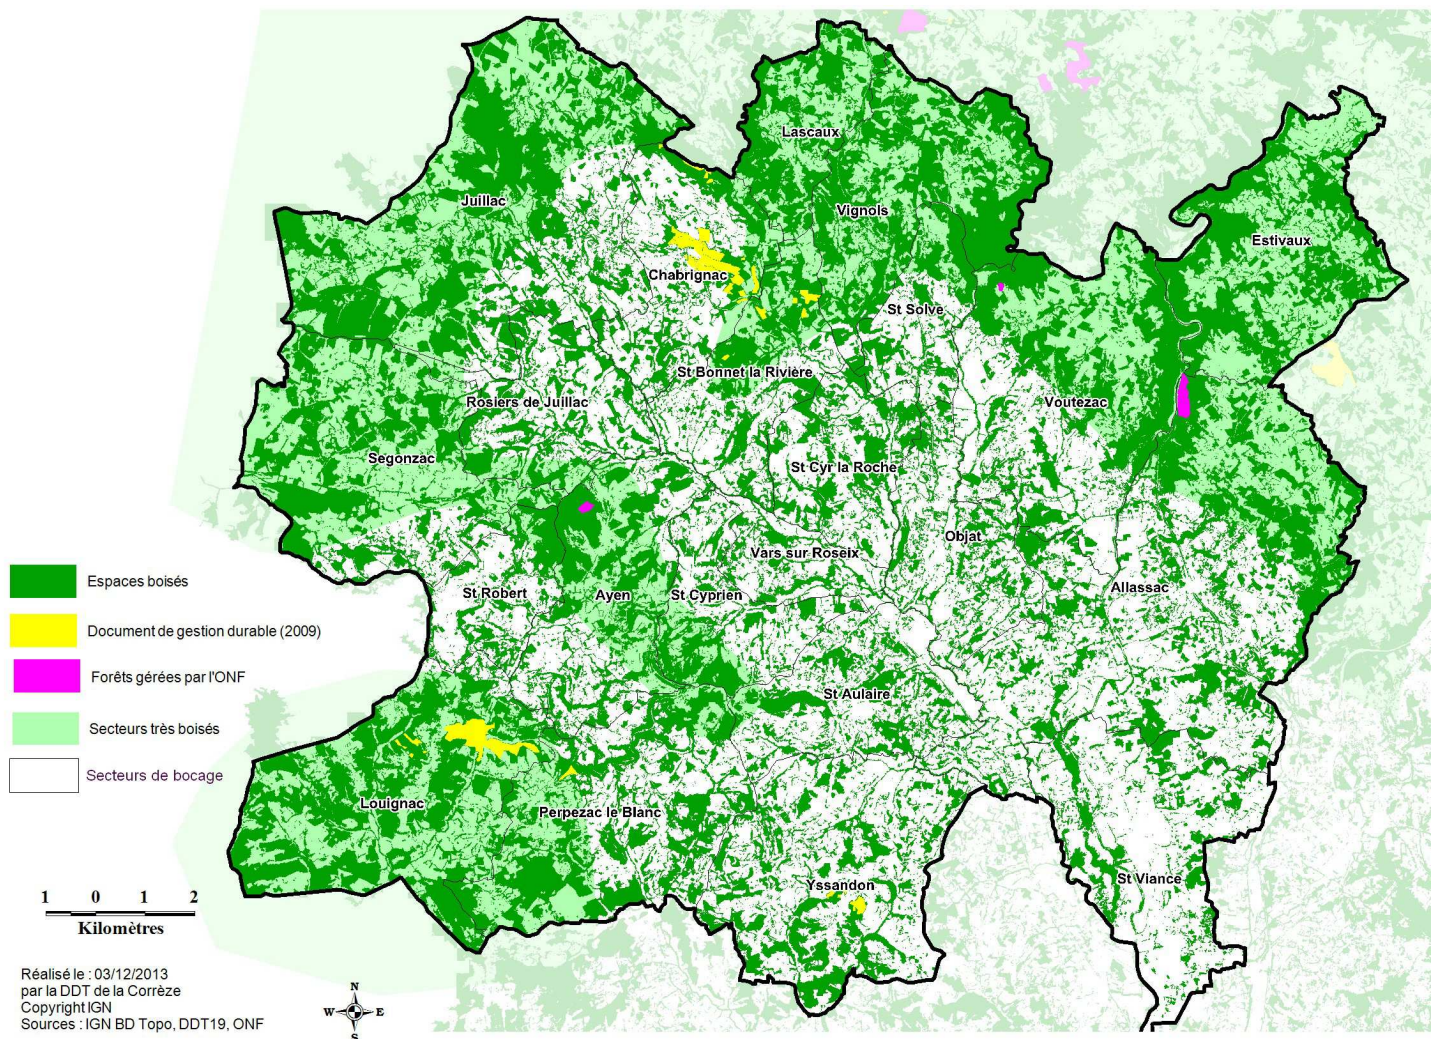 Lascaux
Juillac
Vignols
Estivaux
Chabrignac
St Solve
St Bonnet la Rivière
Rosiers de Juillac
Voutezac
Segonzac
St Cyr la Roche
Objat
Vars sur Roseix
Allassac
St Robert
Ayen
St Cyprien
St Aulaire
Louignac
Perpezac le Blanc
Yssandon
St Viance
Espaces boisés
Document de gestion durable (2009)
Forêts gérées par l'ONF
Secteurs très boisés
Secteurs de bocage
1 0 1 2
Kilomètres
Réalisé le : 03/12/2013
par la DDT de la Corrèze
Copyright IGN
Sources : IGN BD Topo, DDT19, ONF
N
W E
S